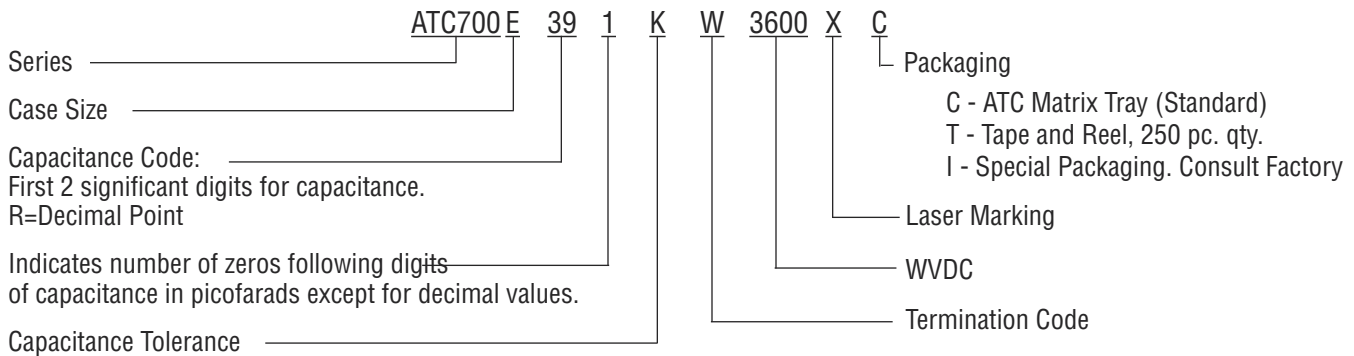 ATC700 E 39 1 K W 3600 X C
Series
Case Size
Capacitance Code:
First 2 significant digits for capacitance.
R=Decimal Point
Indicates number of zeros following digits
of capacitance in picofarads except for decimal values.
Capacitance Tolerance
Packaging
C - ATC Matrix Tray (Standard)
T - Tape and Reel, 250 pc. qty.
I - Special Packaging. Consult Factory
Laser Marking
WVDC
Termination Code